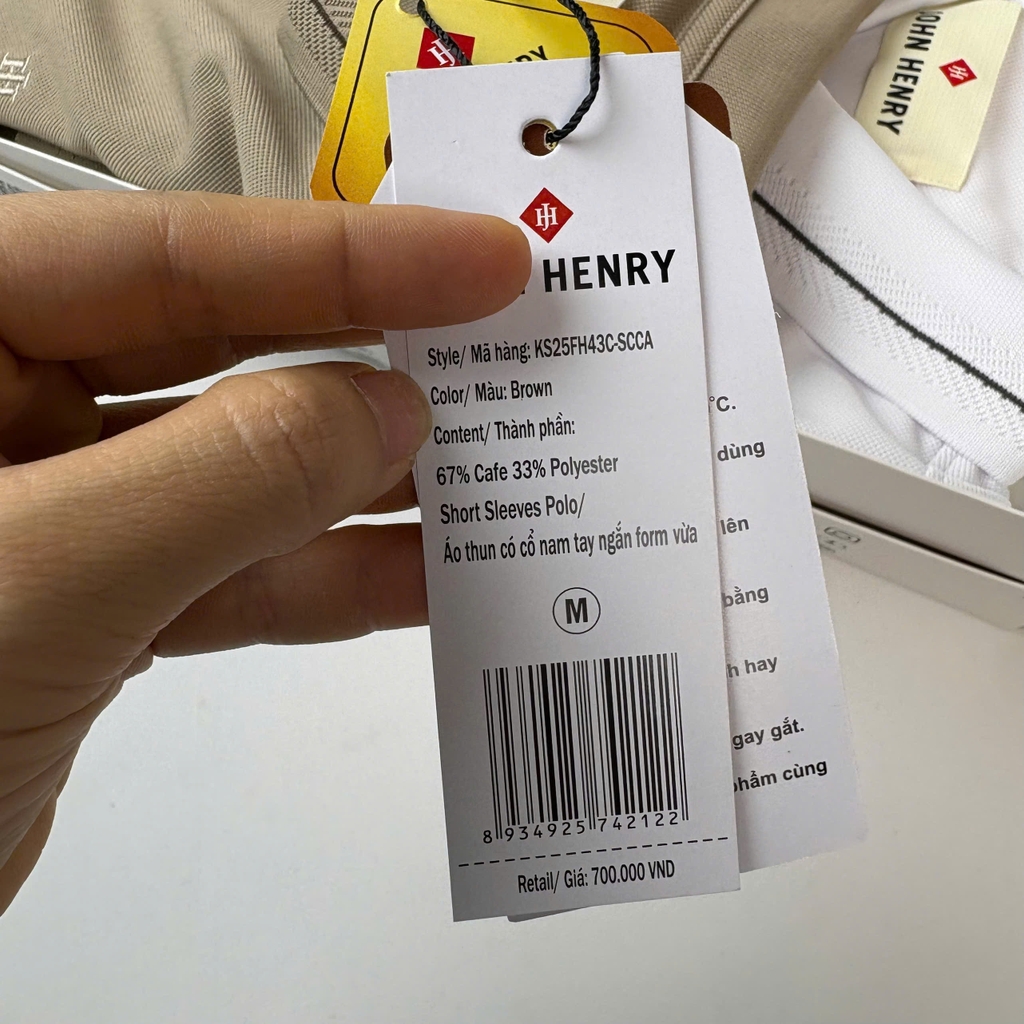 JOHN HENRY
HENRY
Style/ Mã hàng: KS25FH43C-SCCA
Color/ Màu: Brown
Content/ Thành phần:
67% Cafe 33% Polyester
Short Sleeves Polo/
Áo thun có cổ nam tay ngắn form vừa
M
8 934925 742122
Retail/ Giá: 700.000 VND
°C.
dùng
lên
bằng
hay
gay gắt.
phẩm cùng